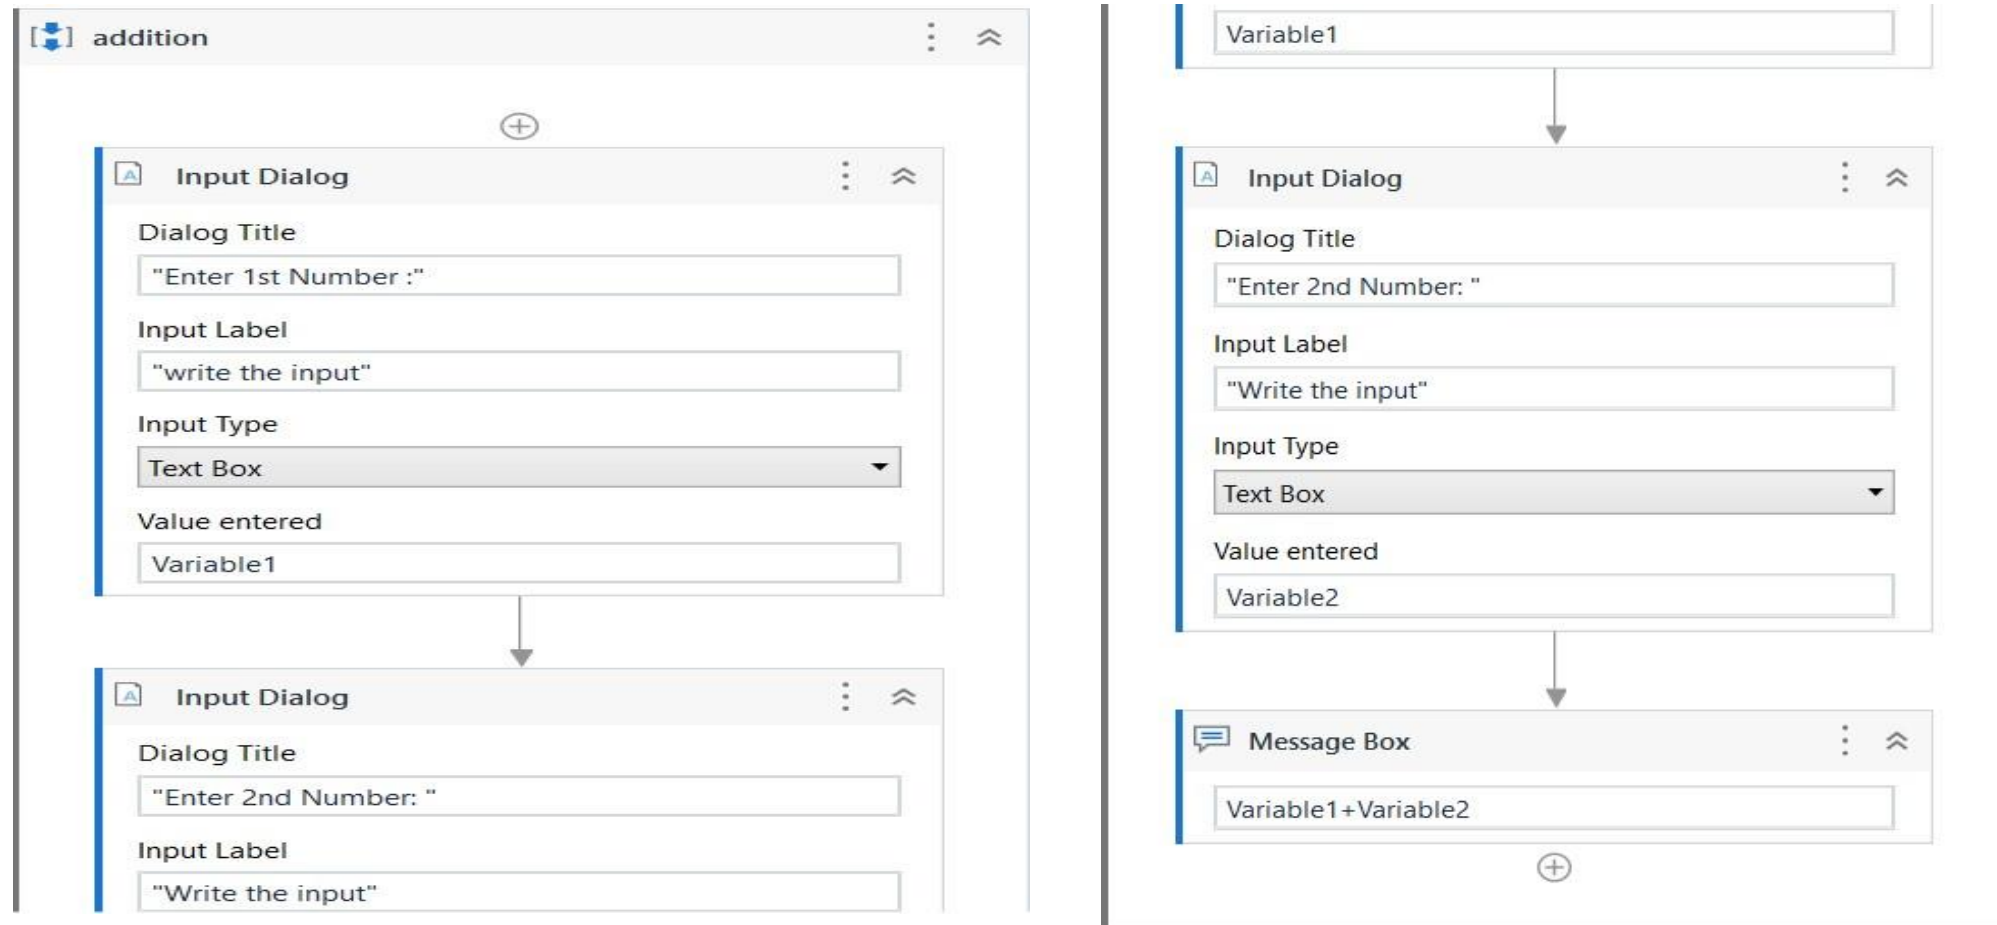 addition
Input Dialog
Dialog Title
"Enter 1st Number :"
Input Label
"write the input"
Input Type
Text Box
Value entered
Variable1
Input Dialog
Dialog Title
"Enter 2nd Number: "
Input Label
"Write the input"
Variable1
Input Dialog
Dialog Title
"Enter 2nd Number: "
Input Label
"Write the input"
Input Type
Text Box
Value entered
Variable2
Message Box
Variable1+Variable2